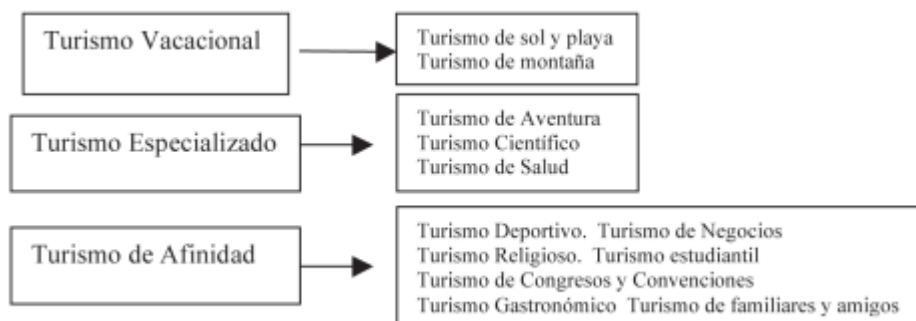 Turismo Vacacional
Turismo de sol y playa
Turismo de montaña
Turismo Especializado
Turismo de Aventura
Turismo Científico
Turismo de Salud
Turismo de Afinidad
Turismo Deportivo. Turismo de Negocios
Turismo Religioso. Turismo estudiantil
Turismo de Congresos y Convenciones
Turismo Gastronómico Turismo de familiares y amigos